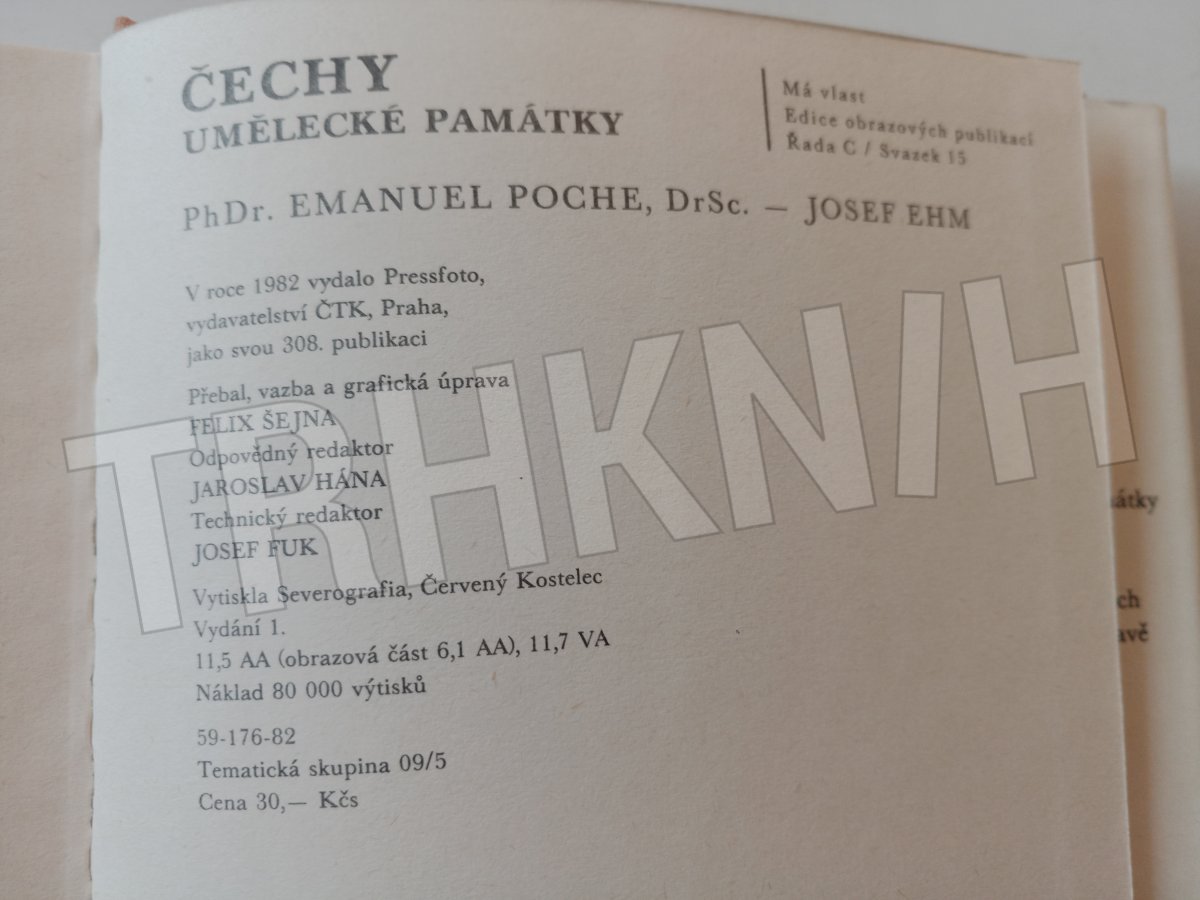 ČECHY
UMĚLECKÉ PAMÁTKY
Má vlast
Edice obrazových publikací
Řada C / Svazek 15
PhDr. EMANUEL POCHE, DrSc. — JOSEF EHM
V roce 1982 vydalo Pressfoto,
vydavatelství ČTK, Praha,
jako svou 308. publikaci
Přebal, vazba a grafická úprava
FELIX ŠEJNA
Odpovědný redaktor
JAROSLAV HÁNA
Technický redaktor
JOSEF FUK
Vytiskla Severografia, Červený Kostelec
Vydání 1.
11,5 AA (obrazová část 6,1 AA), 11,7 VA
Náklad 80 000 výtisků
59-176-82
Tematická skupina 09/5
Cena 30,— Kčs
TRHKNIH